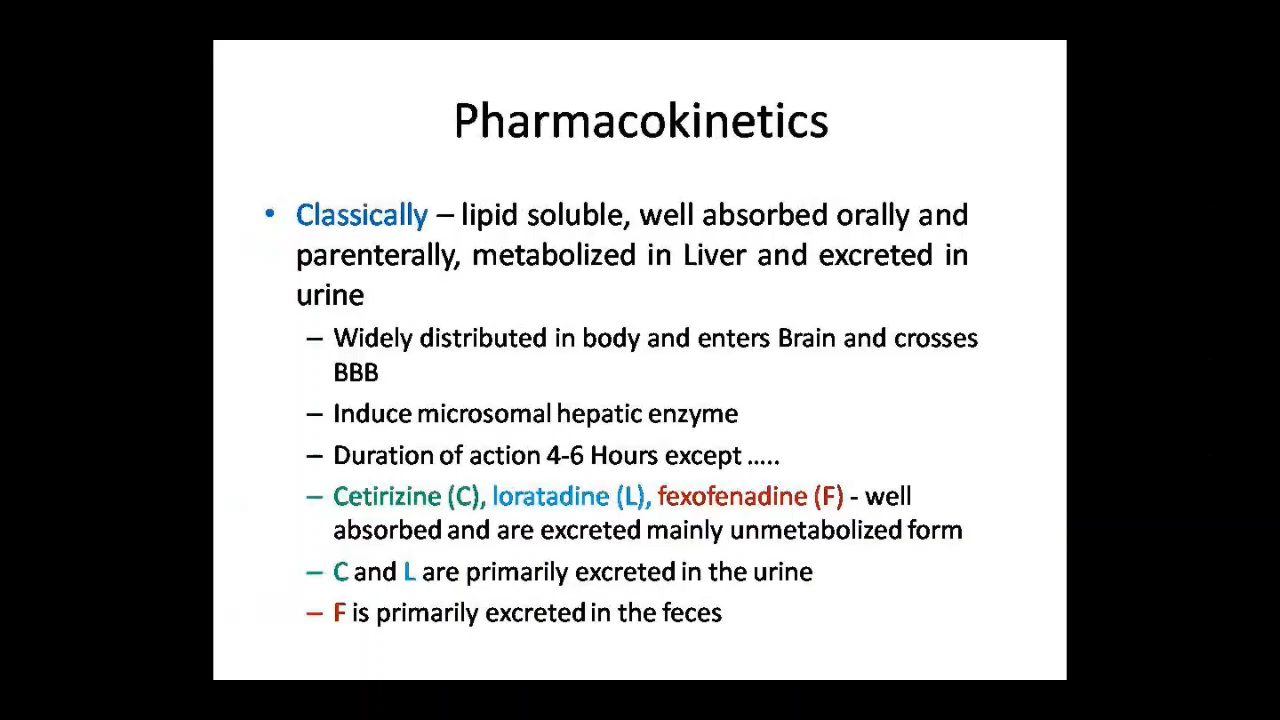 Pharmacokinetics
• Classically – lipid soluble, well absorbed orally and
parenterally, metabolized in Liver and excreted in
urine
– Widely distributed in body and enters Brain and crosses
BBB
– Induce microsomal hepatic enzyme
– Duration of action 4-6 Hours except …..
– Cetirizine (C), loratadine (L), fexofenadine (F) - well
absorbed and are excreted mainly unmetabolized form
– C and L are primarily excreted in the urine
– F is primarily excreted in the feces